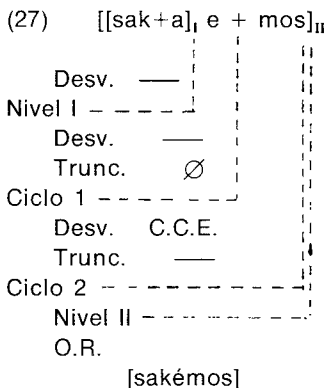 (27) [[sak+a]I e + mos]II
Desv. —
Nivel I
Desv. —
Trunc. ∅
Ciclo 1
Desv. C.C.E.
Trunc. —
Ciclo 2
Nivel II
O.R.
[sakémos]